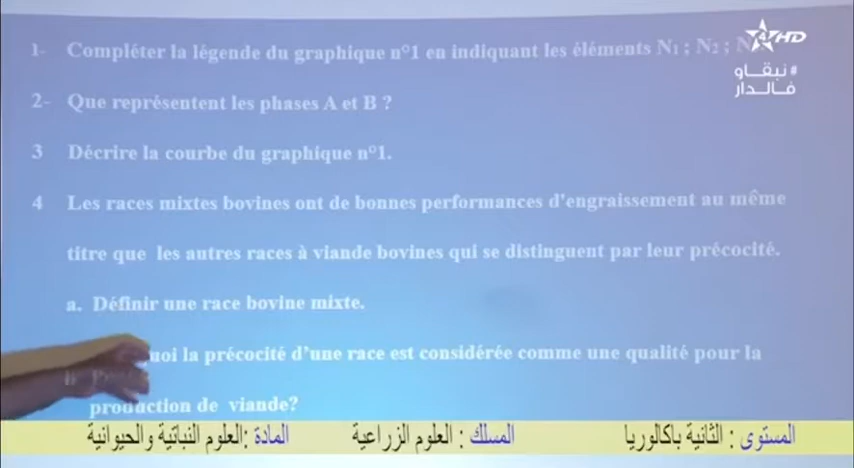 1- Compléter la légende du graphique n°1 en indiquant les éléments N1 ; N2 ;
2- Que représentent les phases A et B ?
3 Décrire la courbe du graphique n°1.
4 Les races mixtes bovines ont de bonnes performances d'engraissement au même
titre que les autres races à viande bovines qui se distinguent par leur précocité.
a. Définir une race bovine mixte.
uoi la précocité d'une race est considérée comme une qualité pour la
production de viande?
4HD
#نبقاو
فالدار
المستوى : الثانية باكالوريا
المسلك : العلوم الزراعية
المادة :العلوم النباتية والحيوانية